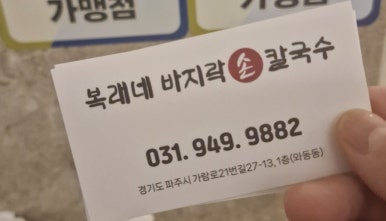 가맹점
복래네 바지락 손 칼국수
031. 949. 9882
경기도 파주시 가람로21번길27-13, 1층(와동동)